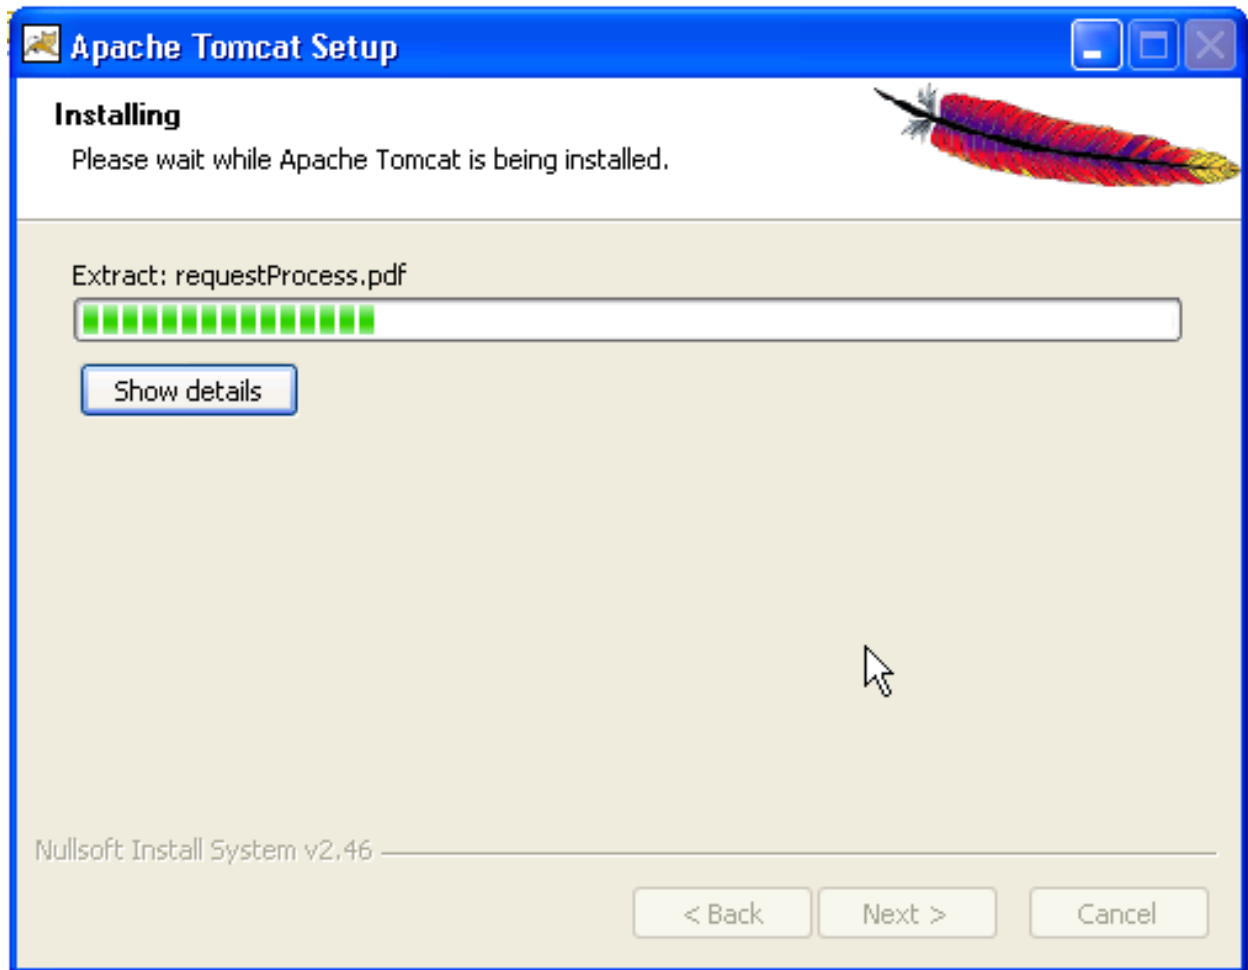 Apache Tomcat Setup
Installing
Please wait while Apache Tomcat is being installed.
Extract: requestProcess.pdf
Show details
Nullsoft Install System v2.46
< Back Next > Cancel